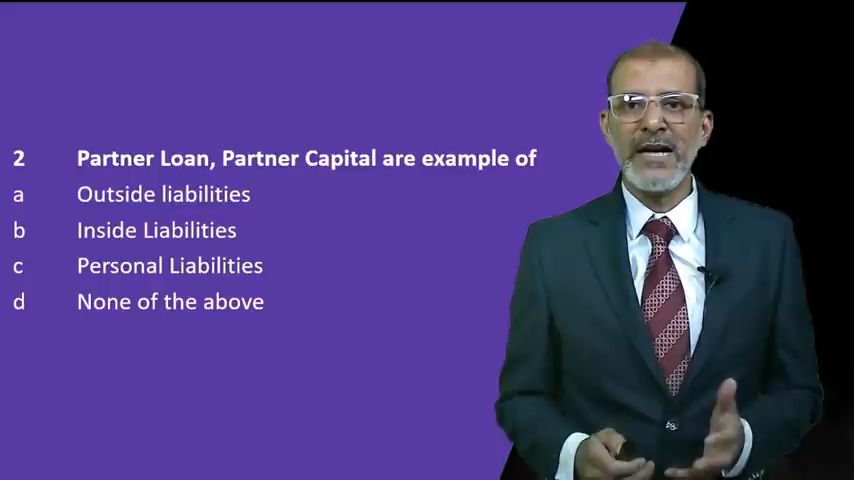 2 Partner Loan, Partner Capital are example of
a Outside liabilities
b Inside Liabilities
c Personal Liabilities
d None of the above